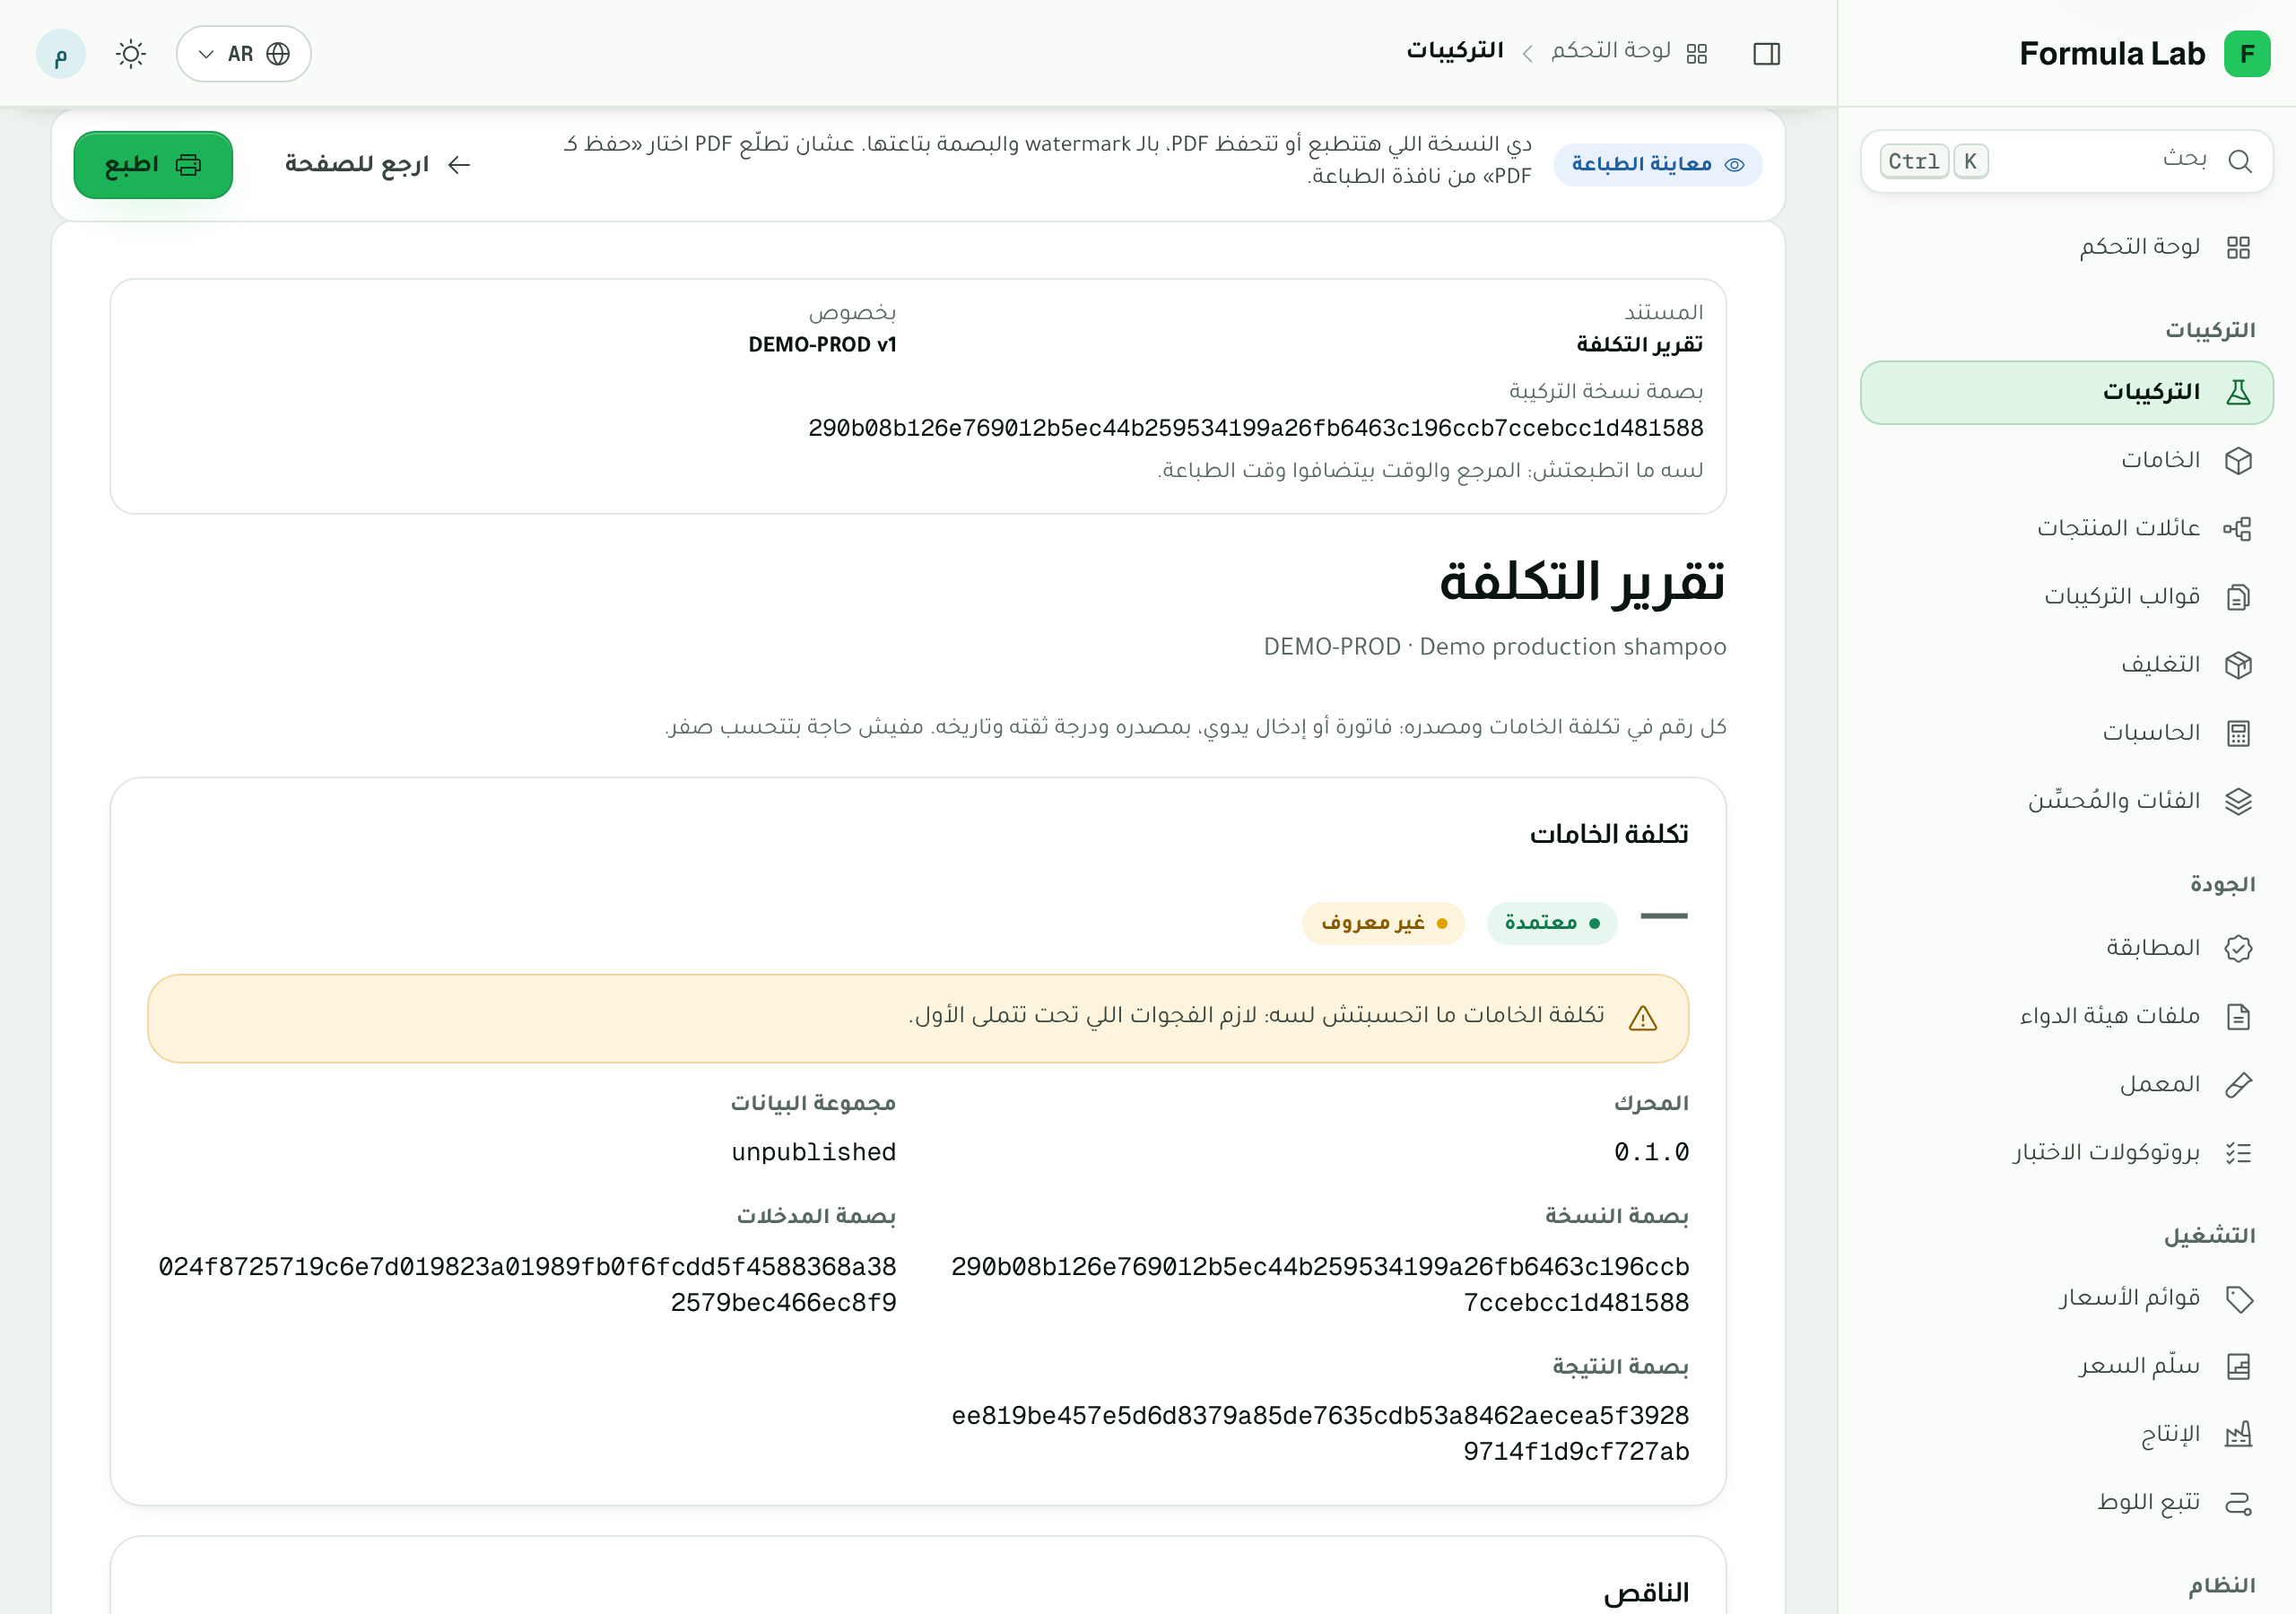 F Formula Lab
لوحة التحكم
التركيبات
AR
م
بحث
Ctrl K
لوحة التحكم
التركيبات
التركيبات
الخامات
عائلات المنتجات
قوالب التركيبات
التغليف
الحاسبات
الفئات والمُحسِّن
الجودة
المطابقة
ملفات هيئة الدواء
المعمل
بروتوكولات الاختبار
التشغيل
قوائم الأسعار
سلّم السعر
الإنتاج
تتبع اللوط
النظام
معاينة الطباعة
دي النسخة اللي هتتطبع أو تتحفظ PDF، بالـ watermark والبصمة بتاعتها. عشان تطلّع PDF اختار «حفظ كـ
PDF» من نافذة الطباعة.
ارجع للصفحة
اطبع
المستند
تقرير التكلفة
بخصوص
DEMO-PROD v1
بصمة نسخة التركيبة
290b08b126e769012b5ec44b259534199a26fb6463c196ccb7ccebcc1d481588
لسه ما اتطبعتش: المرجع والوقت بيتضافوا وقت الطباعة.
تقرير التكلفة
DEMO-PROD · Demo production shampoo
كل رقم في تكلفة الخامات ومصدره: فاتورة أو إدخال يدوي، بمصدره ودرجة ثقته وتاريخه. مفيش حاجة بتتحسب صفر.
تكلفة الخامات
—
معتمدة
غير معروف
تكلفة الخامات ما اتحسبتش لسه: لازم الفجوات اللي تحت تتملى الأول.
المحرك
0.1.0
مجموعة البيانات
unpublished
بصمة النسخة
290b08b126e769012b5ec44b259534199a26fb6463c196ccb
7ccebcc1d481588
بصمة المدخلات
024f8725719c6e7d019823a01989fb0f6fcdd5f4588368a38
2579bec466ec8f9
بصمة النتيجة
ee819be457e5d6d8379a85de7635cdb53a8462aecea5f3928
9714f1d9cf727ab
الناقص